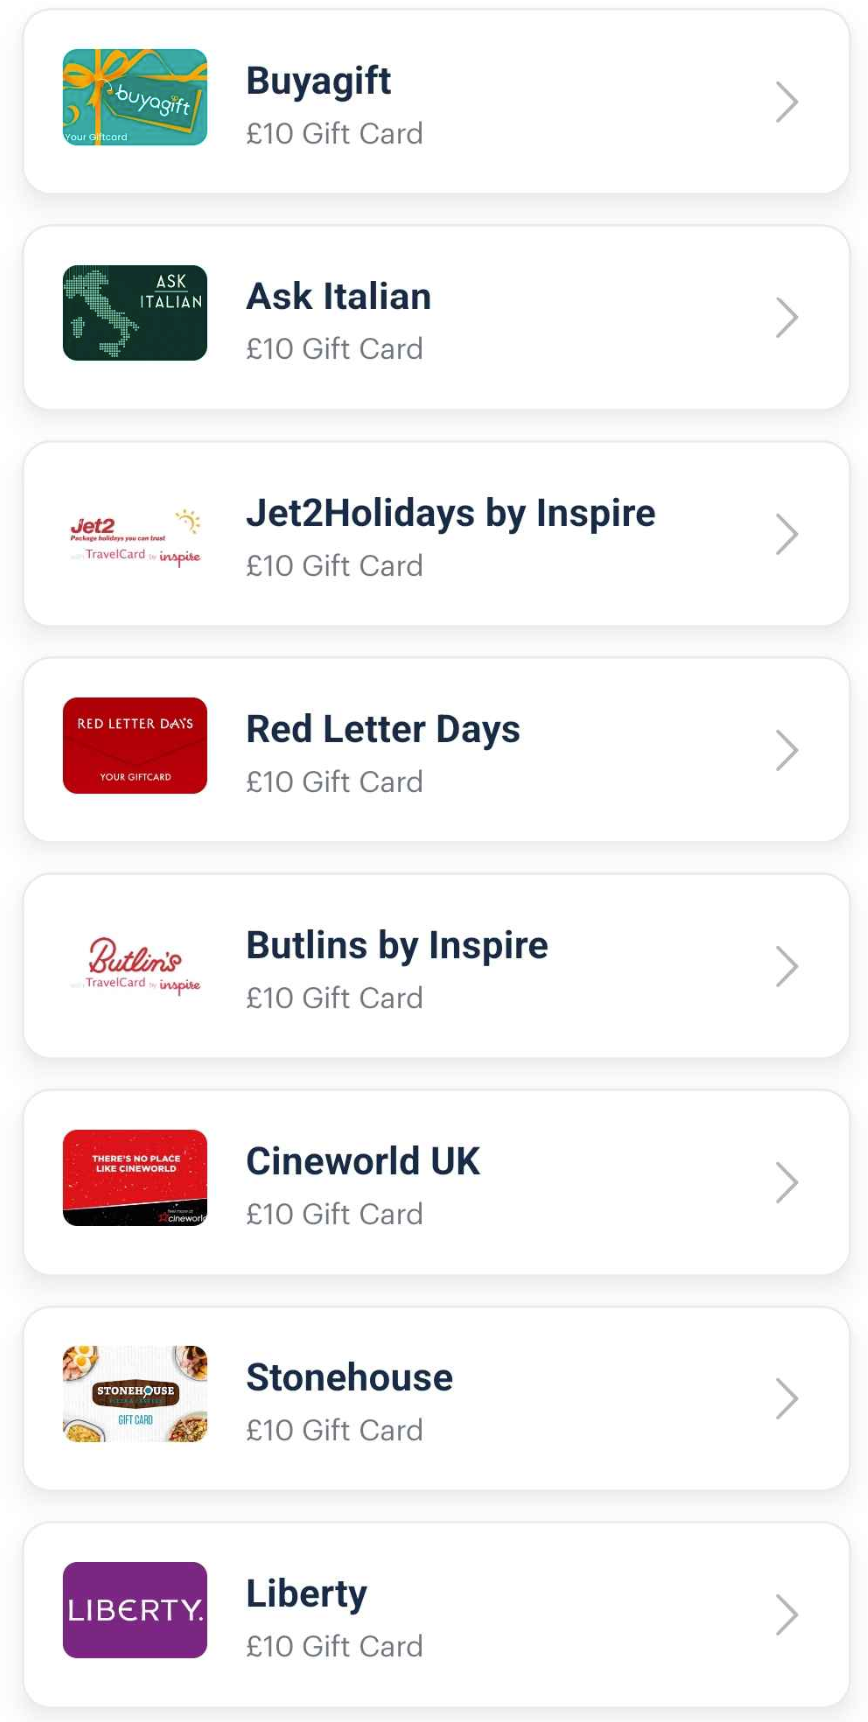 buyagift
Your Giftcard
Buyagift
£10 Gift Card
ASK
ITALIAN
Ask Italian
£10 Gift Card
Jet2
Package holidays you can trust
TravelCard by inspire
Jet2Holidays by Inspire
£10 Gift Card
RED LETTER DAYS
YOUR GIFTCARD
Red Letter Days
£10 Gift Card
Butlin's
TravelCard by inspire
Butlins by Inspire
£10 Gift Card
THERE'S NO PLACE
LIKE CINEWORLD
cineworld
Cineworld UK
£10 Gift Card
STONEHOUSE
GIFT CARD
Stonehouse
£10 Gift Card
LIBERTY.
Liberty
£10 Gift Card